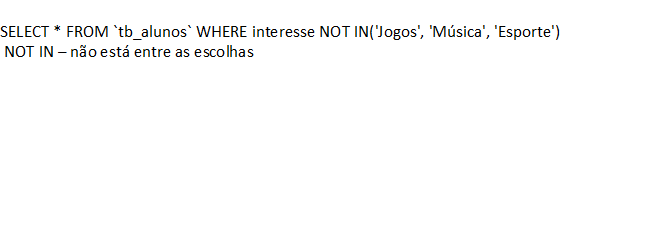 SELECT * FROM `tb_alunos` WHERE interesse NOT IN('Jogos', 'Música', 'Esporte')
NOT IN – não está entre as escolhas